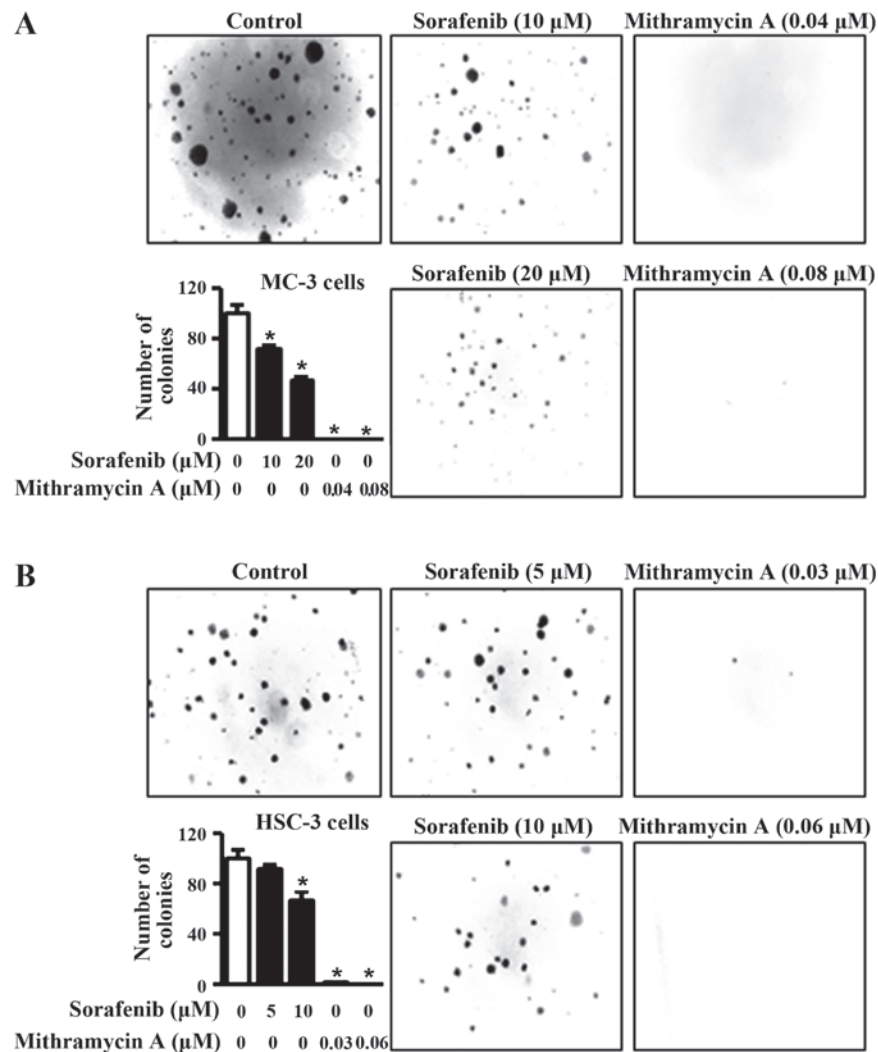 A
Control
Sorafenib (10 µM)
Mithramycin A (0.04 µM)
MC-3 cells
Number of
colonies
120
80
40
0
Sorafenib (µM) 0 10 20 0 0
Mithramycin A (µM) 0 0 0 0.04 0.08
* * * *
Sorafenib (20 µM)
Mithramycin A (0.08 µM)
B
Control
Sorafenib (5 µM)
Mithramycin A (0.03 µM)
HSC-3 cells
Number of
colonies
120
80
40
0
* * *
Sorafenib (µM) 0 5 10 0 0
Mithramycin A (µM) 0 0 0 0.03 0.06
Sorafenib (10 µM)
Mithramycin A (0.06 µM)